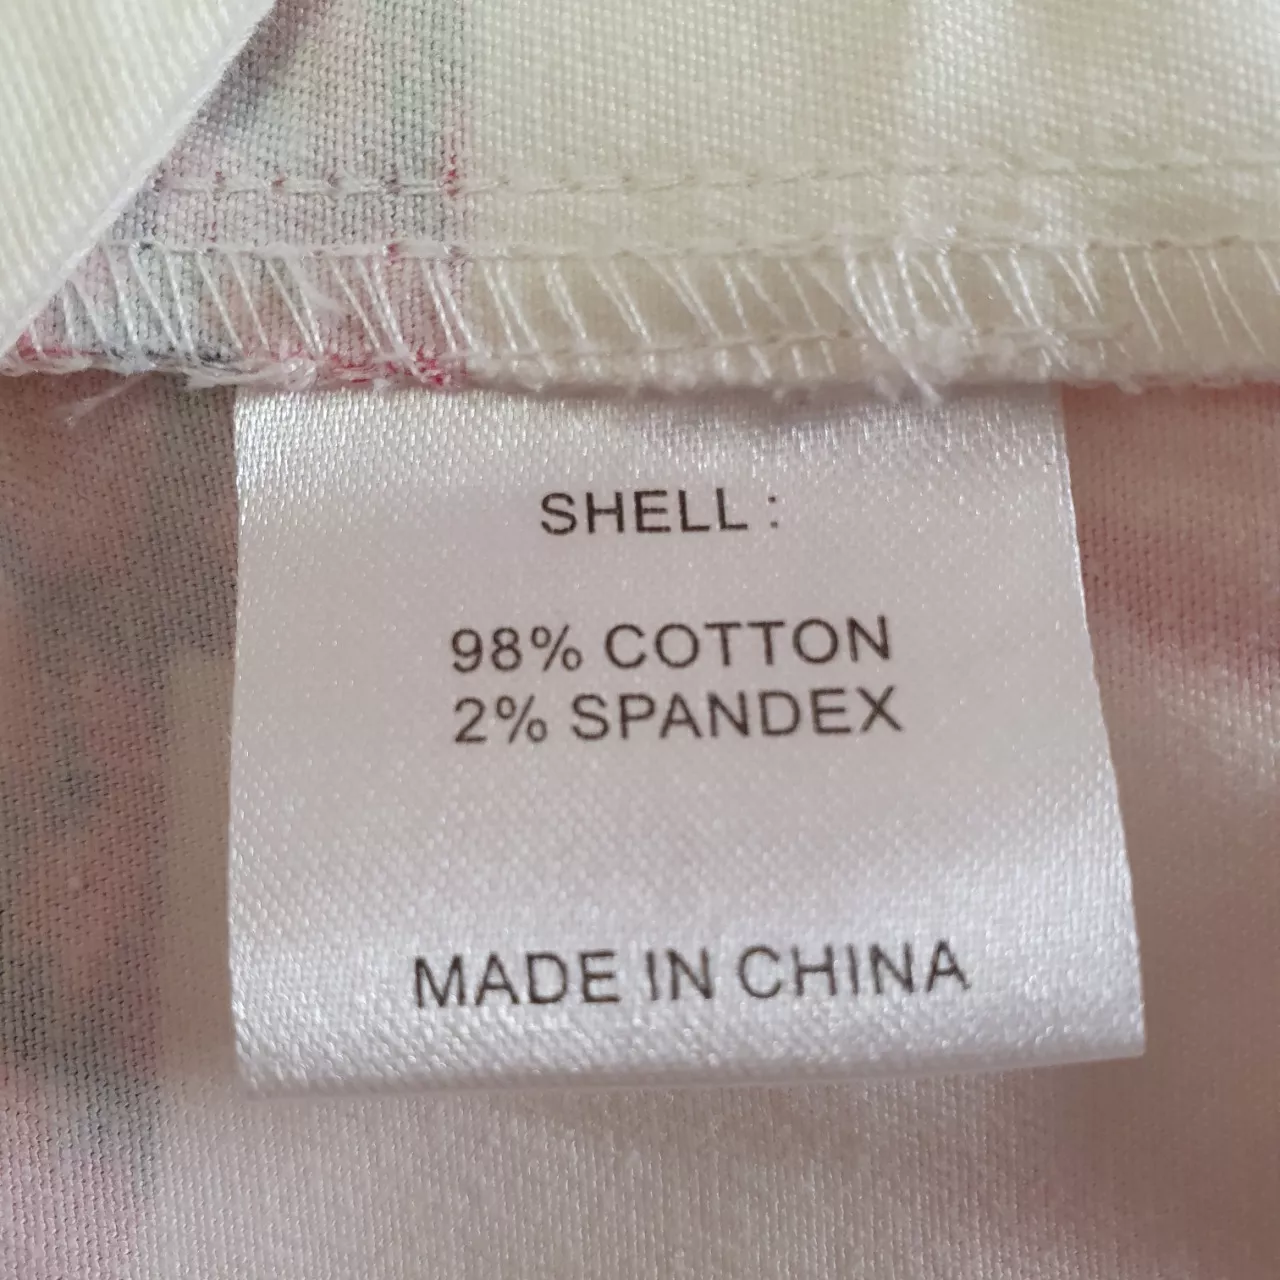 SHELL :
98% COTTON
2% SPANDEX
MADE IN CHINA